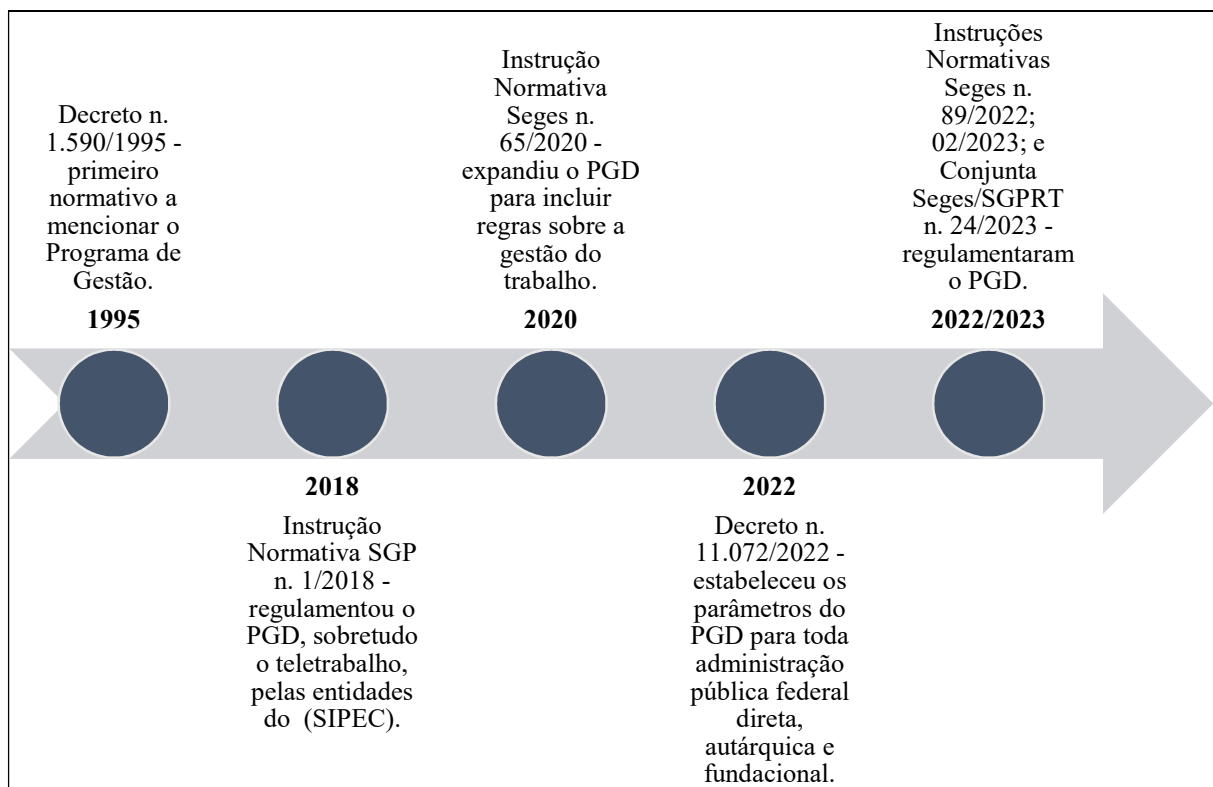 Decreto n.
1.590/1995 -
primeiro
normativo a
mencionar o
Programa de
Gestão.
1995
2018
Instrução
Normativa SGP
n. 1/2018 -
regulamentou o
PGD, sobretudo
o teletrabalho,
pelas entidades
do  (SIPEC).
Instrução
Normativa
Seges n.
65/2020 -
expandiu o PGD
para incluir
regras sobre a
gestão do
trabalho.
2020
2022
Decreto n.
11.072/2022 -
estabeleceu os
parâmetros do
PGD para toda
administração
pública federal
direta,
autárquica e
fundacional.
Instruções
Normativas
Seges n.
89/2022;
02/2023; e
Conjunta
Seges/SGPRT
n. 24/2023 -
regulamentaram
o PGD.
2022/2023